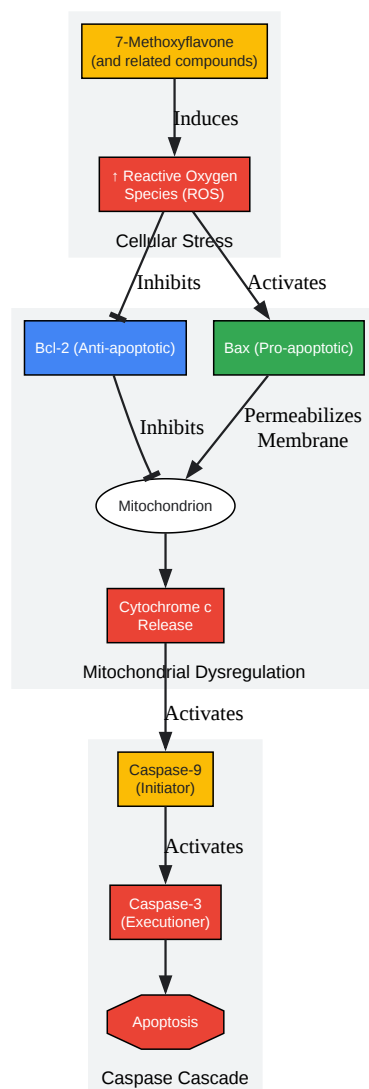 7-Methoxyflavone
(and related compounds)
Induces
↑ Reactive Oxygen
Species (ROS)
Cellular Stress
Inhibits
Activates
Bcl-2 (Anti-apoptotic)
Bax (Pro-apoptotic)
Inhibits
Permeabilizes
Membrane
Mitochondrion
Cytochrome c
Release
Mitochondrial Dysregulation
Activates
Caspase-9
(Initiator)
Activates
Caspase-3
(Executioner)
Apoptosis
Caspase Cascade